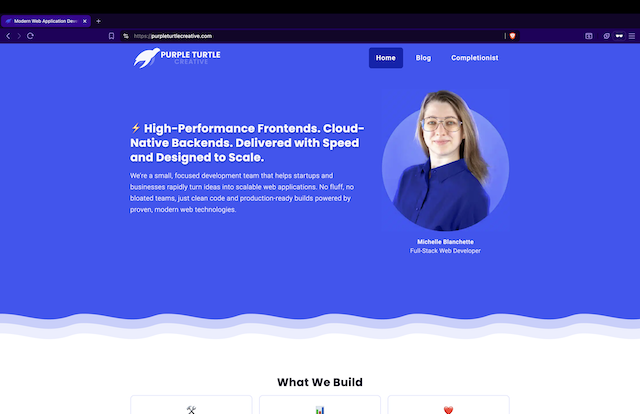 Modern Web Application Dev
https://purpleturtlecreative.com
PURPLE TURTLE
CREATIVE
Home
Blog
Completionist
⚡ High-Performance Frontends. Cloud-
Native Backends. Delivered with Speed
and Designed to Scale.
We're a small, focused development team that helps startups and
businesses rapidly turn ideas into scalable web applications. No fluff, no
bloated teams, just clean code and production-ready builds powered by
proven, modern web technologies.
Michelle Blanchette
Full-Stack Web Developer
What We Build